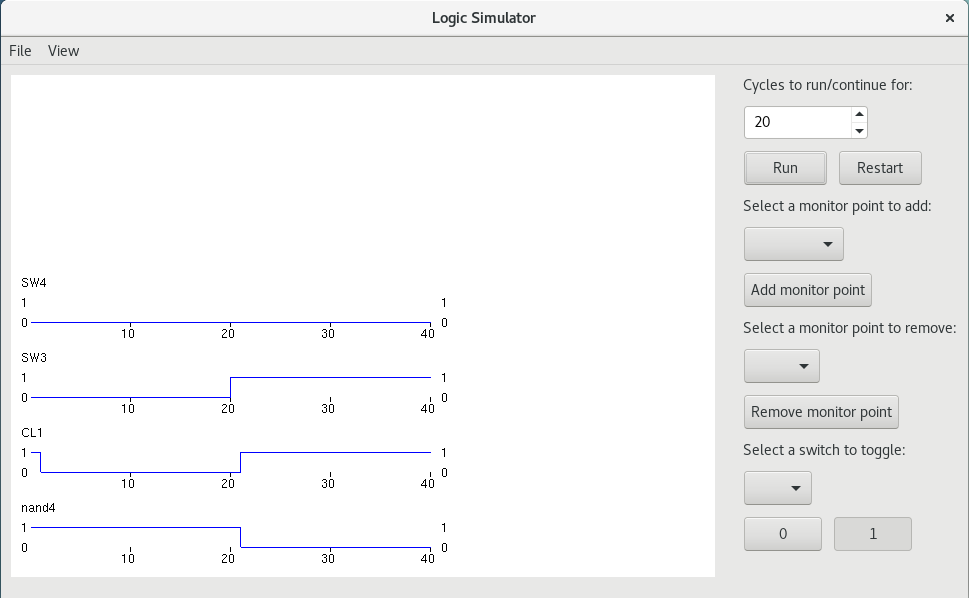 Logic Simulator
File View
Cycles to run/continue for:
20
Run Restart
Select a monitor point to add:
Add monitor point
Select a monitor point to remove:
Remove monitor point
Select a switch to toggle:
0 1
SW4
1 1
0 0
10 20 30 40
SW3
1 1
0 0
10 20 30 40
CL1
1 1
0 0
10 20 30 40
nand4
1 1
0 0
10 20 30 40